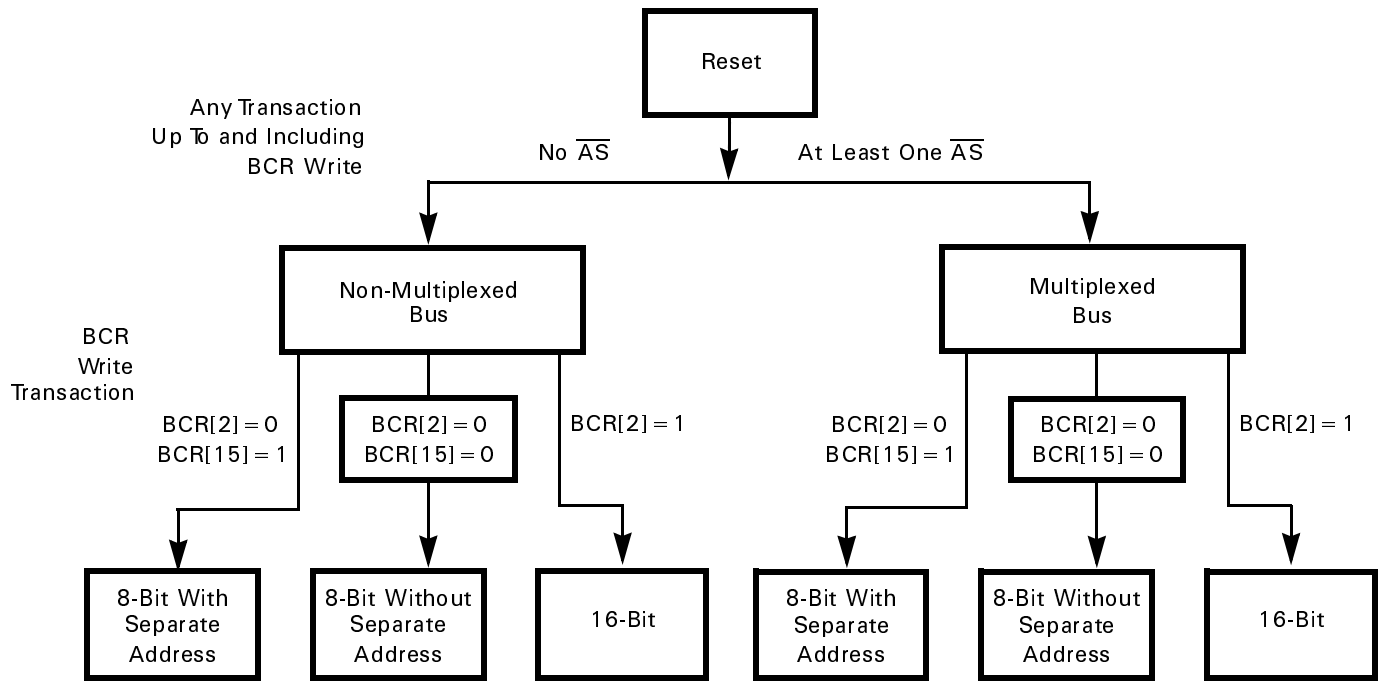 Reset
Any Transaction
Up To and Including
BCR Write
No A̅S̅
At Least One A̅S̅
Non-Multiplexed
Bus
Multiplexed
Bus
BCR
Write
Transaction
BCR[2]=0
BCR[15]=1
BCR[2]=0
BCR[15]=0
BCR[2]=1
BCR[2]=0
BCR[15]=1
BCR[2]=0
BCR[15]=0
BCR[2]=1
8-Bit With
Separate
Address
8-Bit Without
Separate
Address
16-Bit
8-Bit With
Separate
Address
8-Bit Without
Separate
Address
16-Bit